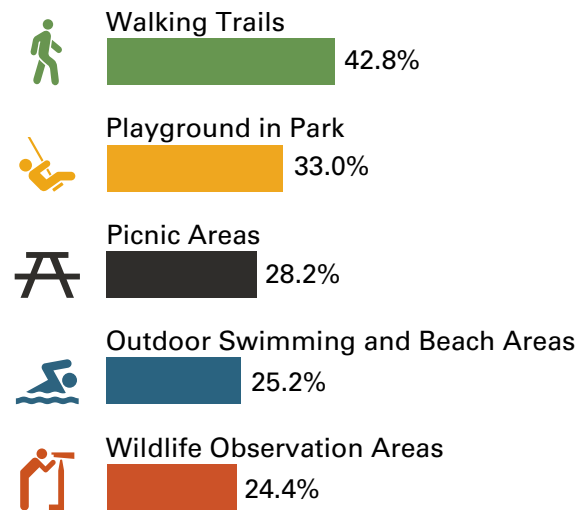 Walking Trails
42.8%
Playground in Park
33.0%
Picnic Areas
28.2%
Outdoor Swimming and Beach Areas
25.2%
Wildlife Observation Areas
24.4%